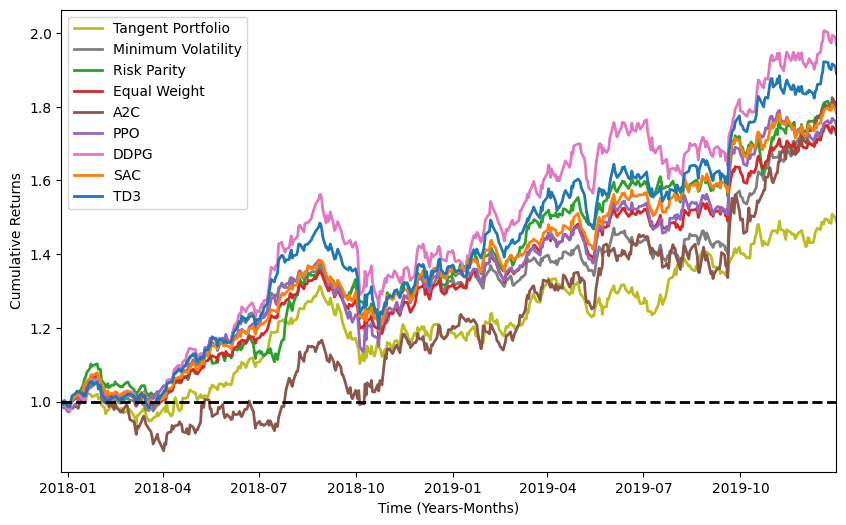 Tangent Portfolio
Minimum Volatility
Risk Parity
Equal Weight
A2C
PPO
DDPG
SAC
TD3
2.0
1.8
1.6
1.4
1.2
1.0
Cumulative Returns
2018-01
2018-04
2018-07
2018-10
2019-01
2019-04
2019-07
2019-10
Time (Years-Months)